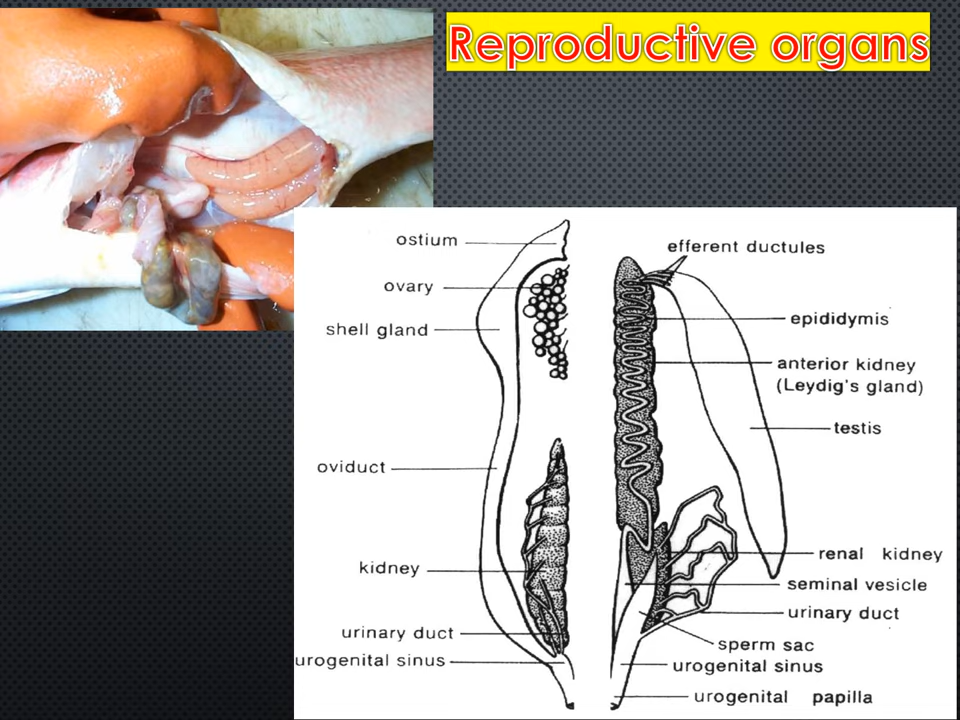 Reproductive organs
ostium
ovary
shell gland
oviduct
kidney
urinary duct
urogenital sinus
efferent ductules
epididymis
anterior kidney
(Leydig's gland)
testis
renal kidney
seminal vesicle
urinary duct
sperm sac
urogenital sinus
urogenital papilla